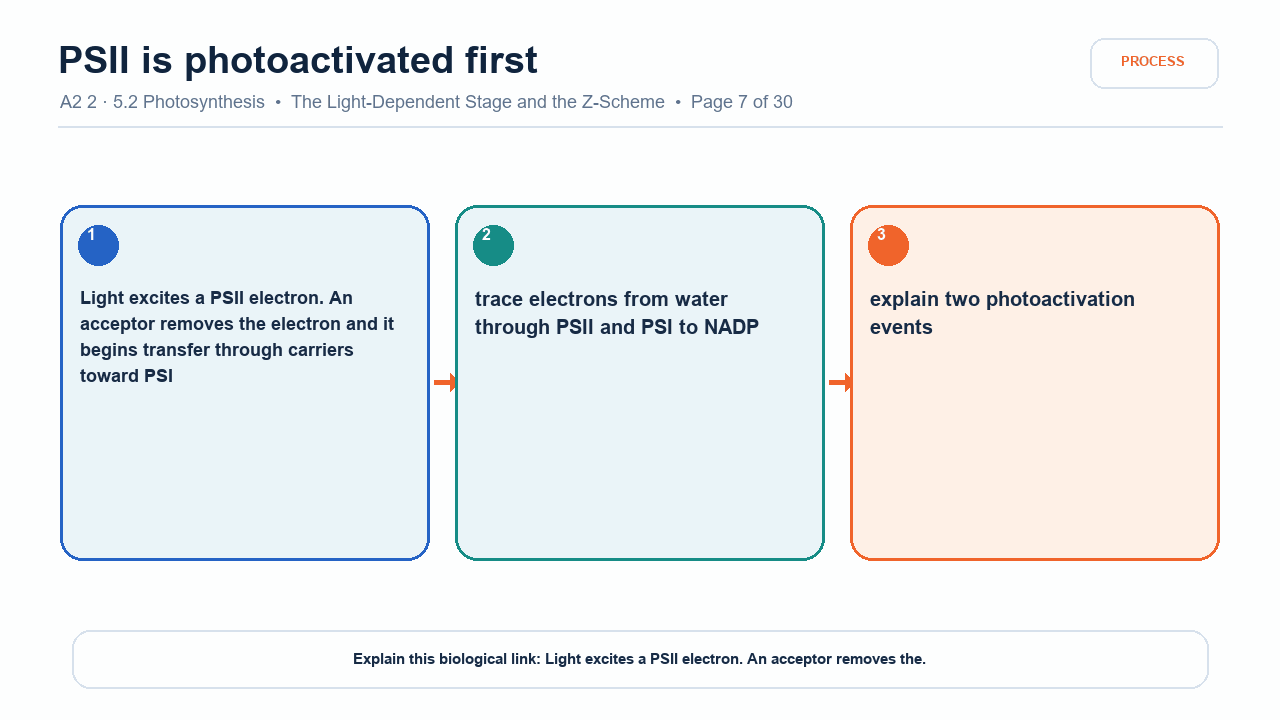 PSII is photoactivated first
PROCESS
A2 2 · 5.2 Photosynthesis • The Light-Dependent Stage and the Z-Scheme • Page 7 of 30
1
Light excites a PSII electron. An
acceptor removes the electron and it
begins transfer through carriers
toward PSI
2
trace electrons from water
through PSII and PSI to NADP
3
explain two photoactivation
events
Explain this biological link: Light excites a PSII electron. An acceptor removes the.